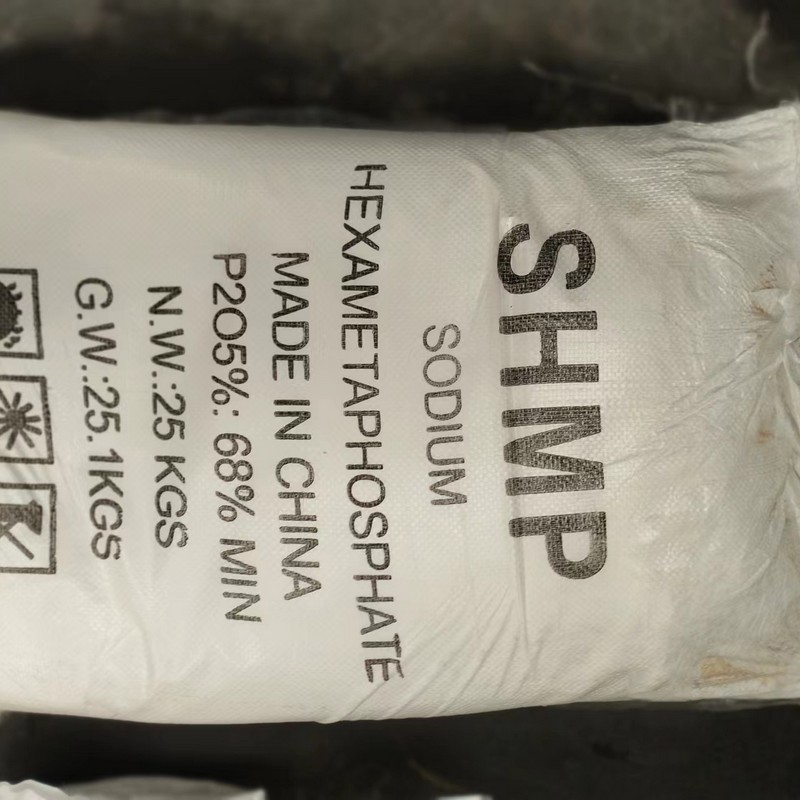 SHMP
SODIUM
HEXAMETAPHOSPHATE
MADE IN CHINA
P2O5%: 68% MIN
N.W.:25 KGS
G.W.:25.1KGS